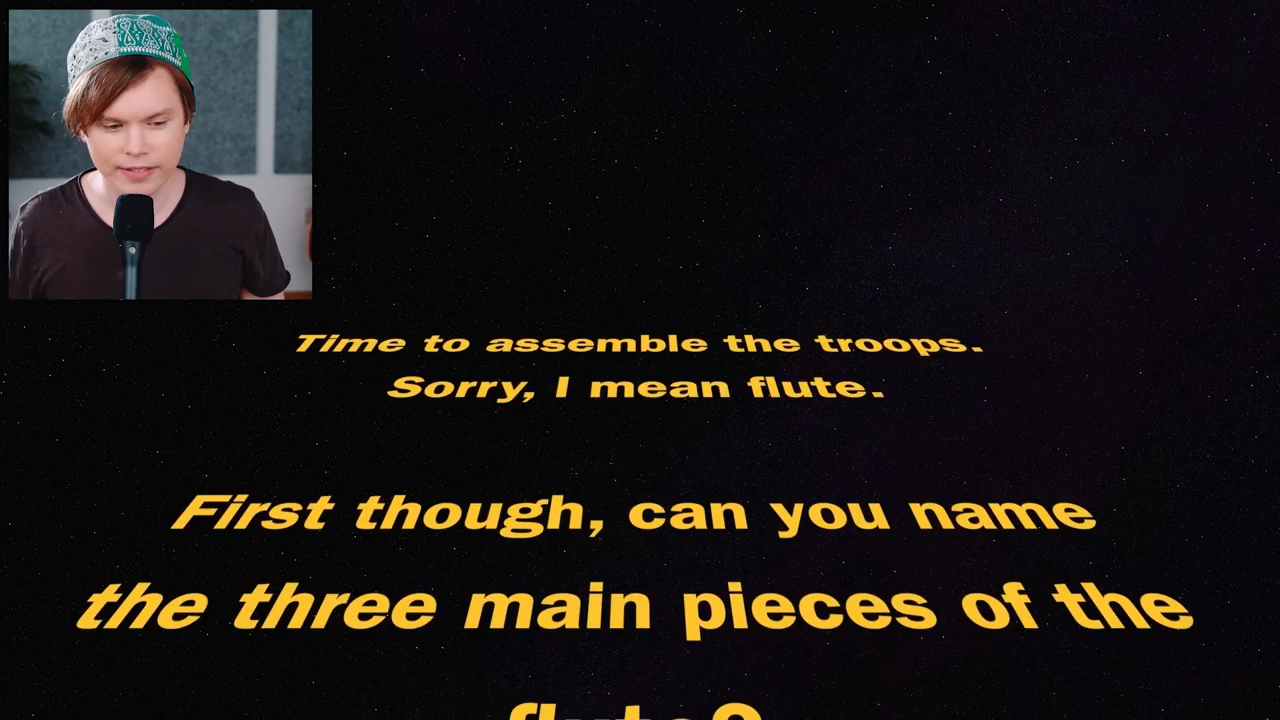 Time to assemble the troops.
Sorry, I mean flute.
First though, can you name
the three main pieces of the
flute?